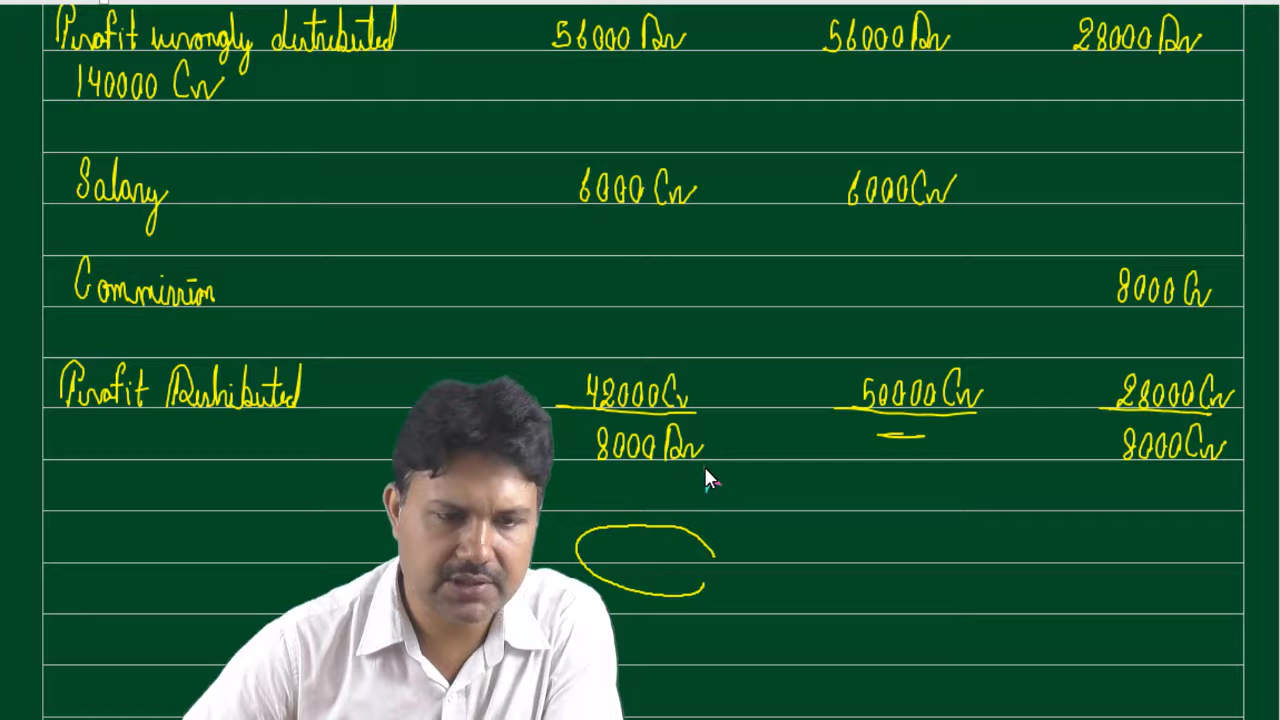 Profit wrongly distributed 56000 Dr 56000 Dr 28000 Dr
140000 Cr
Salary 6000 Cr 6000 Cr
Commission 8000 Cr
Profit Distributed 42000 Cr 50000 Cr 28000 Cr
8000 Dr — 8000 Cr